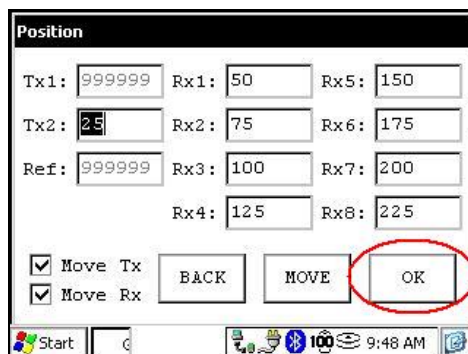 Position
Tx1: 999999 Rx1: 50 Rx5: 150
Tx2: 25 Rx2: 75 Rx6: 175
Ref: 999999 Rx3: 100 Rx7: 200
Rx4: 125 Rx8: 225
Move Tx
Move Rx
BACK MOVE OK
Start 100 9:48 AM